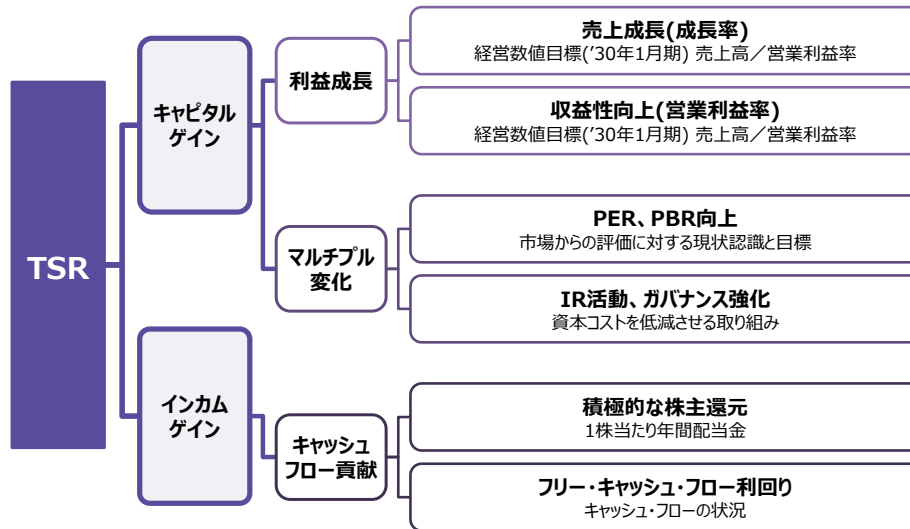 TSR
キャピタル
ゲイン
利益成長
売上成長(成長率)
経営数値目標('30年1月期) 売上高／営業利益率
収益性向上(営業利益率)
経営数値目標('30年1月期) 売上高／営業利益率
マルチプル
変化
PER、PBR向上
市場からの評価に対する現状認識と目標
IR活動、ガバナンス強化
資本コストを低減させる取り組み
インカム
ゲイン
キャッシュ
フロー貢献
積極的な株主還元
1株当たり年間配当金
フリー・キャッシュ・フロー利回り
キャッシュ・フローの状況